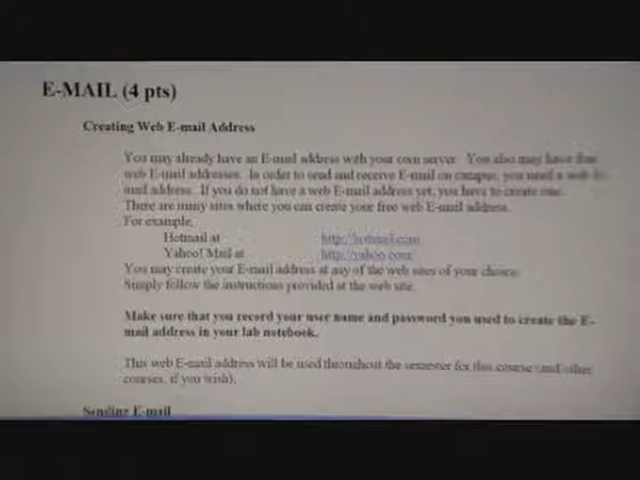 E-MAIL (4 pts)
Creating Web E-mail Address
You may already have an E-mail address with your own server. You also may have free
web E-mail addresses. In order to send and receive E-mail on campus, you need a web E-
mail address. If you do not have a web E-mail address yet, you have to create one.
There are many sites where you can create your free web E-mail address.
For example,
Hotmail at http://hotmail.com
Yahoo! Mail at http://yahoo.com
You may create your E-mail address at any of the web sites of your choice.
Simply follow the instructions provided at the web site.
Make sure that you record your user name and password you used to create the E-
mail address in your lab notebook.
This web E-mail address will be used throughout the semester for this course (and other
courses, if you wish).
Sending E-mail